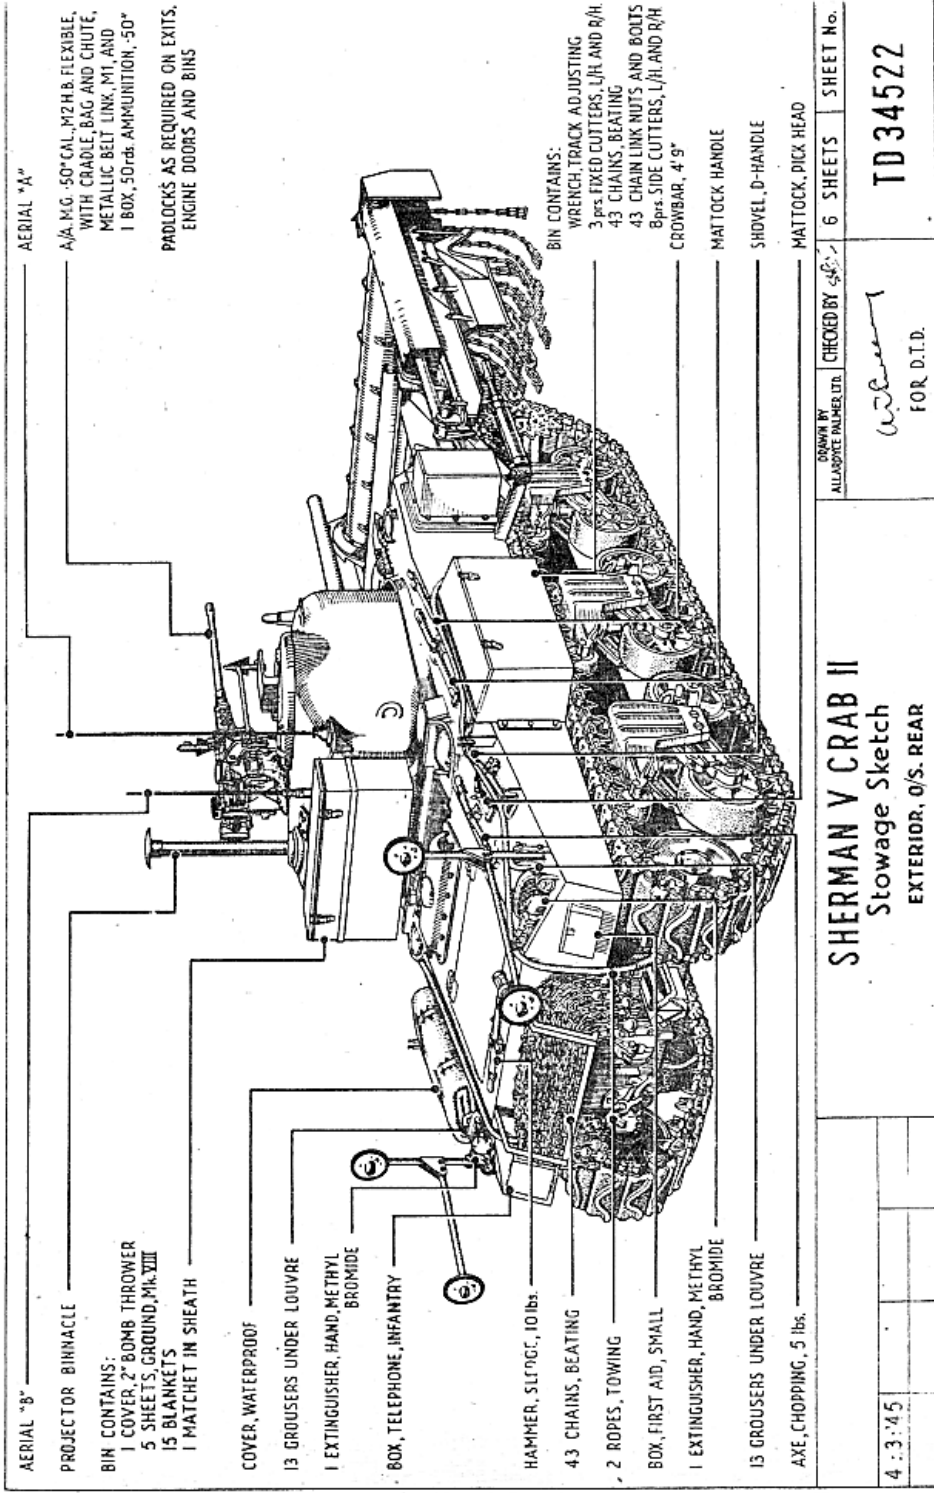 AERIAL "B"
PROJECTOR BINNACLE
BIN CONTAINS:
1 COVER, 2" BOMB THROWER
5 SHEETS, GROUND, Mk.VIII
15 BLANKETS
1 MATCHET IN SHEATH
COVER, WATERPROOF
13 GROUSERS UNDER LOUVRE
1 EXTINGUISHER, HAND, METHYL
BROMIDE
BOX, TELEPHONE, INFANTRY
HAMMER, SLEDGE, 10 lbs.
43 CHAINS, BEATING
2 ROPES, TOWING
BOX, FIRST AID, SMALL
1 EXTINGUISHER, HAND, METHYL
BROMIDE
13 GROUSERS UNDER LOUVRE
AXE, CHOPPING, 5 lbs.
AERIAL "A"
A/A. M.G. ·50"CAL., M2 H.B. FLEXIBLE,
WITH CRADLE, BAG AND CHUTE,
METALLIC BELT LINK, M1, AND
1 BOX, 50 rds. AMMUNITION, ·50"
PADLOCKS AS REQUIRED ON EXITS,
ENGINE DOORS AND BINS
BIN CONTAINS:
WRENCH, TRACK ADJUSTING
3 prs. FIXED CUTTERS, L/H. AND R/H.
43 CHAINS, BEATING
43 CHAIN LINK NUTS AND BOLTS
8 prs. SIDE CUTTERS, L/H. AND R/H
CROWBAR, 4' 9"
MATTOCK HANDLE
SHOVEL, D-HANDLE
MATTOCK, PICK HEAD
C
4:3:45
SHERMAN V CRAB II
Stowage Sketch
EXTERIOR, O/S. REAR
DRAWN BY
ALLARDYCE PALMER LTD.
CHECKED BY
6 SHEETS
SHEET No.
FOR D.T.D.
TD34522